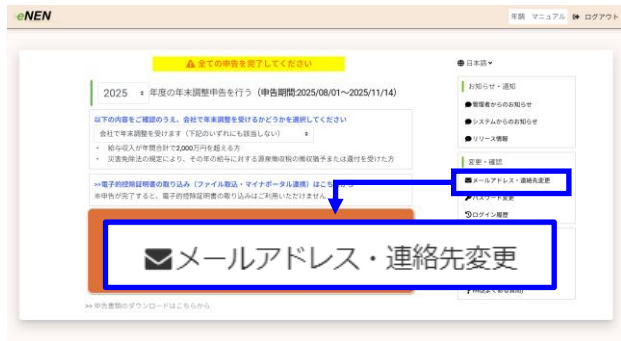 eNEN
年調 マニュアル ログアウト
全ての申告を完了してください
日本語
2025 年度の年末調整申告を行う（申告期間:2025/08/01～2025/11/14）
以下の内容をご確認のうえ、会社で年末調整を受けるかどうかを選択してください
会社で年末調整を受けます（下記のいずれにも該当しない）
・ 給与収入が年間合計で2,000万円を超える方
・ 災害免除法の規定により、その年の給与に対する源泉徴収税の徴収猶予または還付を受けた方
>>電子的控除証明書の取り込み（ファイル取込・マイナポータル連携）はこちらから
※申告が完了すると、電子的控除証明書の取り込みはご利用いただけません
お知らせ・通知
管理者からのお知らせ
システムからのお知らせ
リリース情報
変更・確認
メールアドレス・連絡先変更
パスワード変更
ログイン履歴
メールアドレス・連絡先変更
>> 申告書類のダウンロードはこちらから